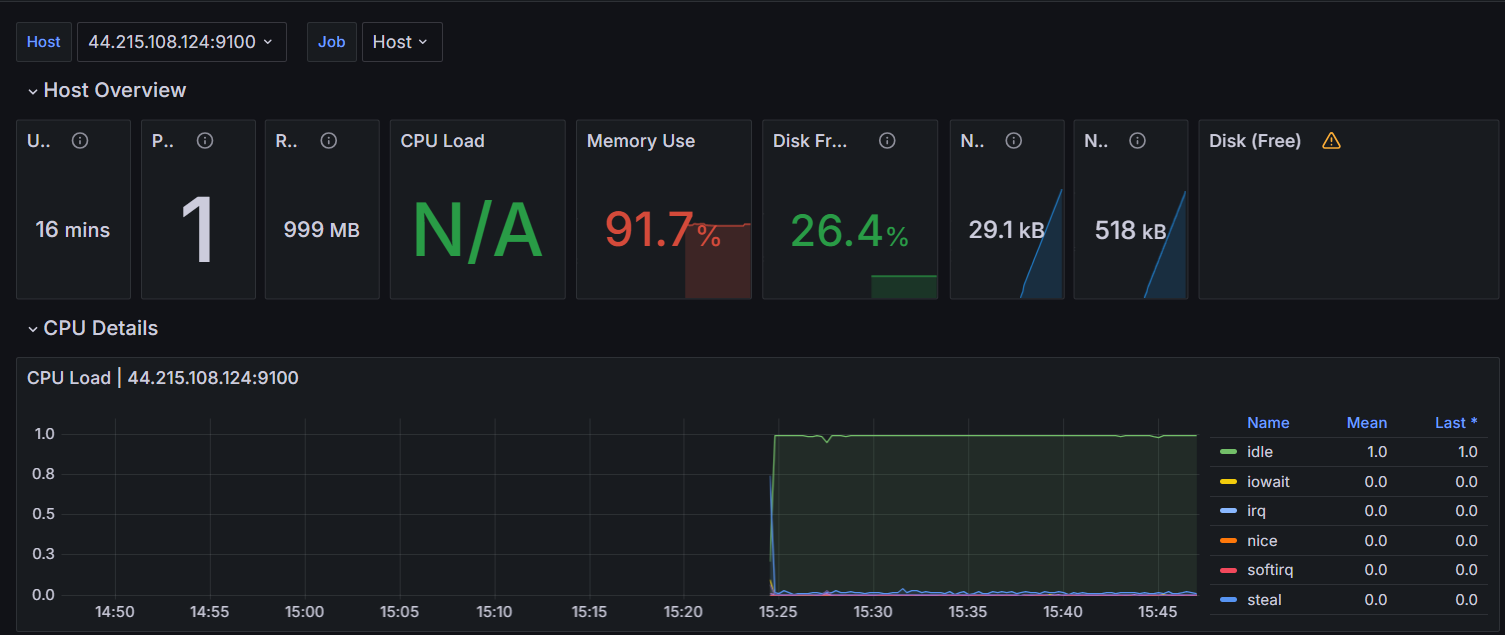 Host 44.215.108.124:9100 Job Host
Host Overview
U.. P.. R.. CPU Load Memory Use Disk Fr... N.. N.. Disk (Free)
16 mins 1 999 MB N/A 91.7% 26.4% 29.1 kB 518 kB
CPU Details
CPU Load | 44.215.108.124:9100
Name Mean Last *
1.0
idle 1.0 1.0
0.8
iowait 0.0 0.0
0.5
irq 0.0 0.0
0.3
nice 0.0 0.0
softirq 0.0 0.0
0.0
steal 0.0 0.0
14:50 14:55 15:00 15:05 15:10 15:15 15:20 15:25 15:30 15:35 15:40 15:45